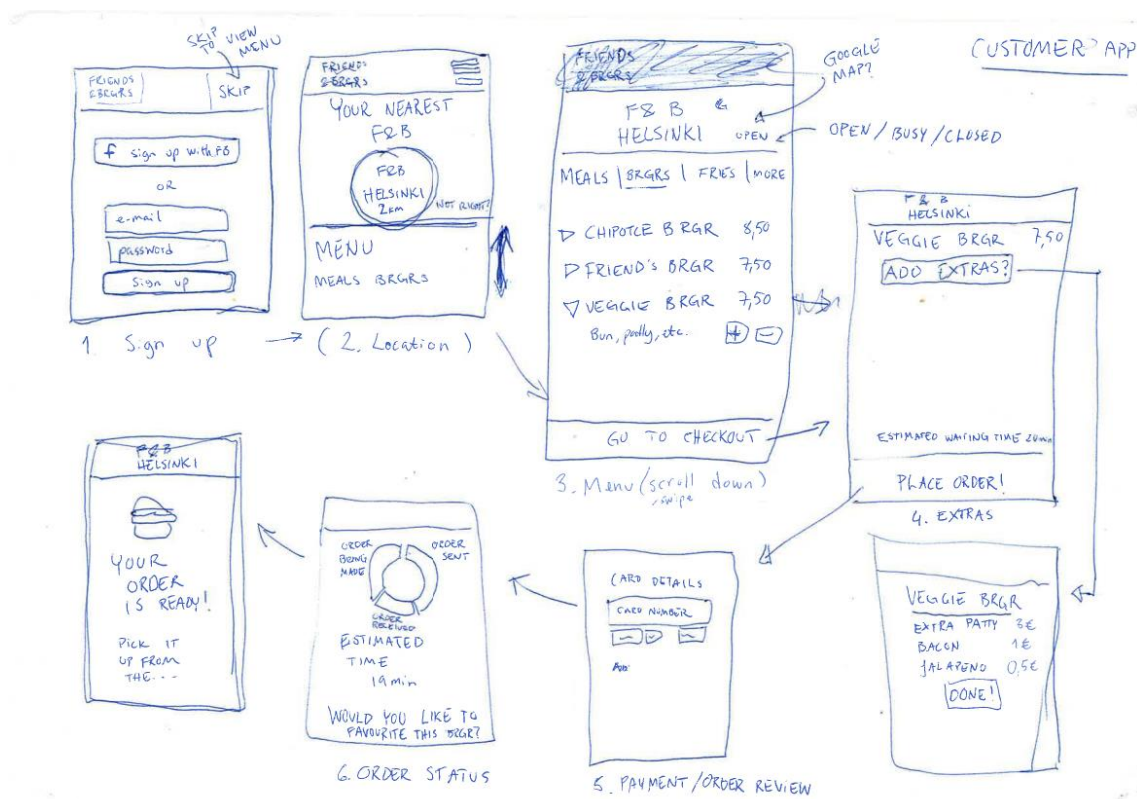 CUSTOMER APP
SKIP TO VIEW MENU
FRIENDS
& BRGRS
SKIP
f sign up with FB
OR
e-mail
password
Sign up
1. Sign up
FRIENDS
& BRGRS
YOUR NEAREST
F&B
F&B
HELSINKI
2km
NOT RIGHT?
MENU
MEALS BRGRS
(2. Location)
FRIENDS
& BRGRS
GOOGLE
MAP?
F & B
HELSINKI OPEN
OPEN / BUSY / CLOSED
MEALS | BRGRS | FRIES | MORE
CHIPOTLE BRGR 8,50
FRIEND'S BRGR 7,50
VEGGIE BRGR 7,50
Bun, patty, etc. + -
GO TO CHECKOUT
3. Menu (scroll down)
, swipe
F & B
HELSINKI
VEGGIE BRGR 7,50
ADD EXTRAS?
ESTIMATED WAITING TIME 20min
PLACE ORDER!
4. EXTRAS
VEGGIE BRGR
EXTRA PATTY 3€
BACON 1€
JALAPENO 0,5€
DONE!
CARD DETAILS
CARD NUMBER
5. PAYMENT/ORDER REVIEW
ORDER
BEING
MADE
ORDER
SENT
ORDER
RECEIVED
ESTIMATED
TIME
19min
WOULD YOU LIKE TO
FAVOURITE THIS BRGR?
6. ORDER STATUS
F&B
HELSINKI
YOUR
ORDER
IS READY!
PICK IT
UP FROM
THE...